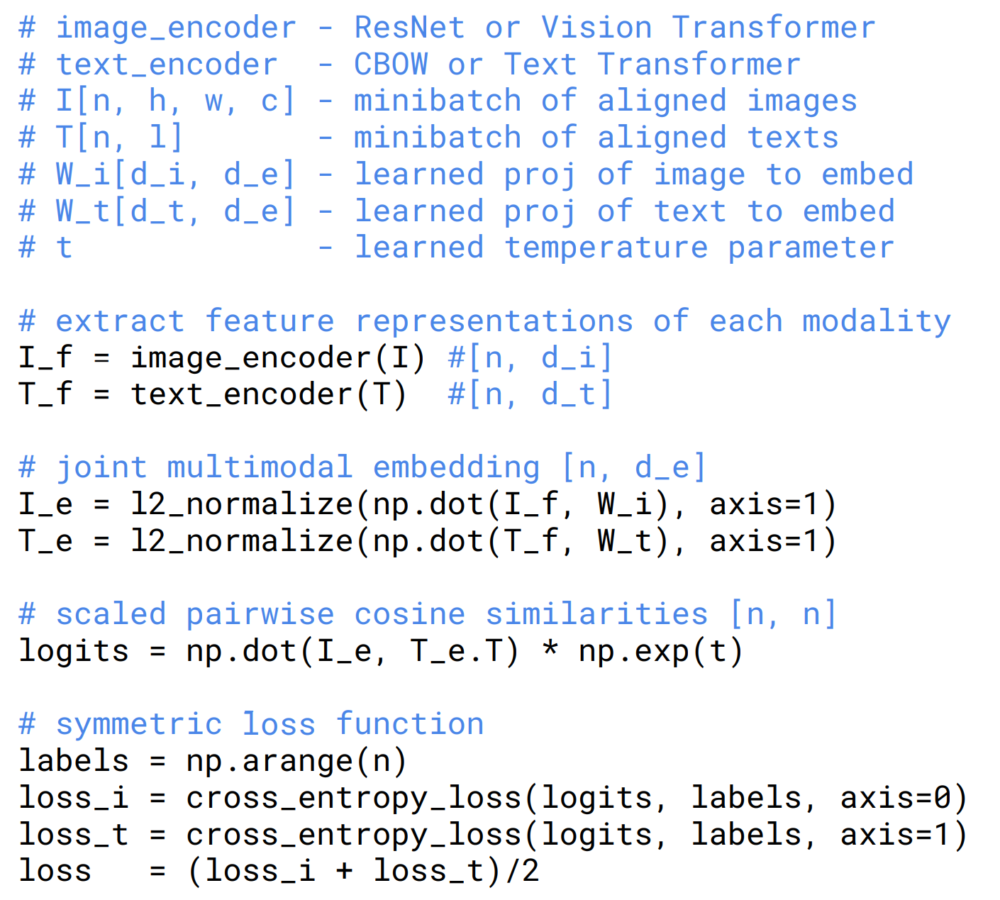 # image_encoder - ResNet or Vision Transformer
# text_encoder  - CBOW or Text Transformer
# I[n, h, w, c] - minibatch of aligned images
# T[n, l]       - minibatch of aligned texts
# W_i[d_i, d_e] - learned proj of image to embed
# W_t[d_t, d_e] - learned proj of text to embed
# t             - learned temperature parameter

# extract feature representations of each modality
I_f = image_encoder(I) #[n, d_i]
T_f = text_encoder(T)  #[n, d_t]

# joint multimodal embedding [n, d_e]
I_e = l2_normalize(np.dot(I_f, W_i), axis=1)
T_e = l2_normalize(np.dot(T_f, W_t), axis=1)

# scaled pairwise cosine similarities [n, n]
logits = np.dot(I_e, T_e.T) * np.exp(t)

# symmetric loss function
labels = np.arange(n)
loss_i = cross_entropy_loss(logits, labels, axis=0)
loss_t = cross_entropy_loss(logits, labels, axis=1)
loss   = (loss_i + loss_t)/2